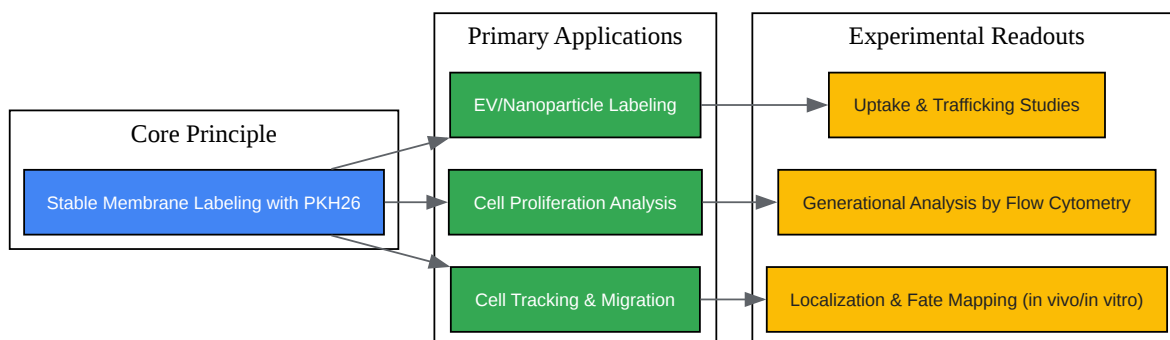 Core Principle
Stable Membrane Labeling with PKH26
Primary Applications
EV/Nanoparticle Labeling
Cell Proliferation Analysis
Cell Tracking & Migration
Experimental Readouts
Uptake & Trafficking Studies
Generational Analysis by Flow Cytometry
Localization & Fate Mapping (in vivo/in vitro)